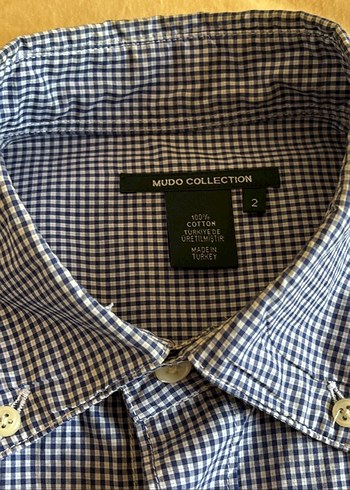 MUDO COLLECTION
2
100%
COTTON
TÜRKİYE DE
ÜRETİLMİŞTİR
MADE IN
TURKEY